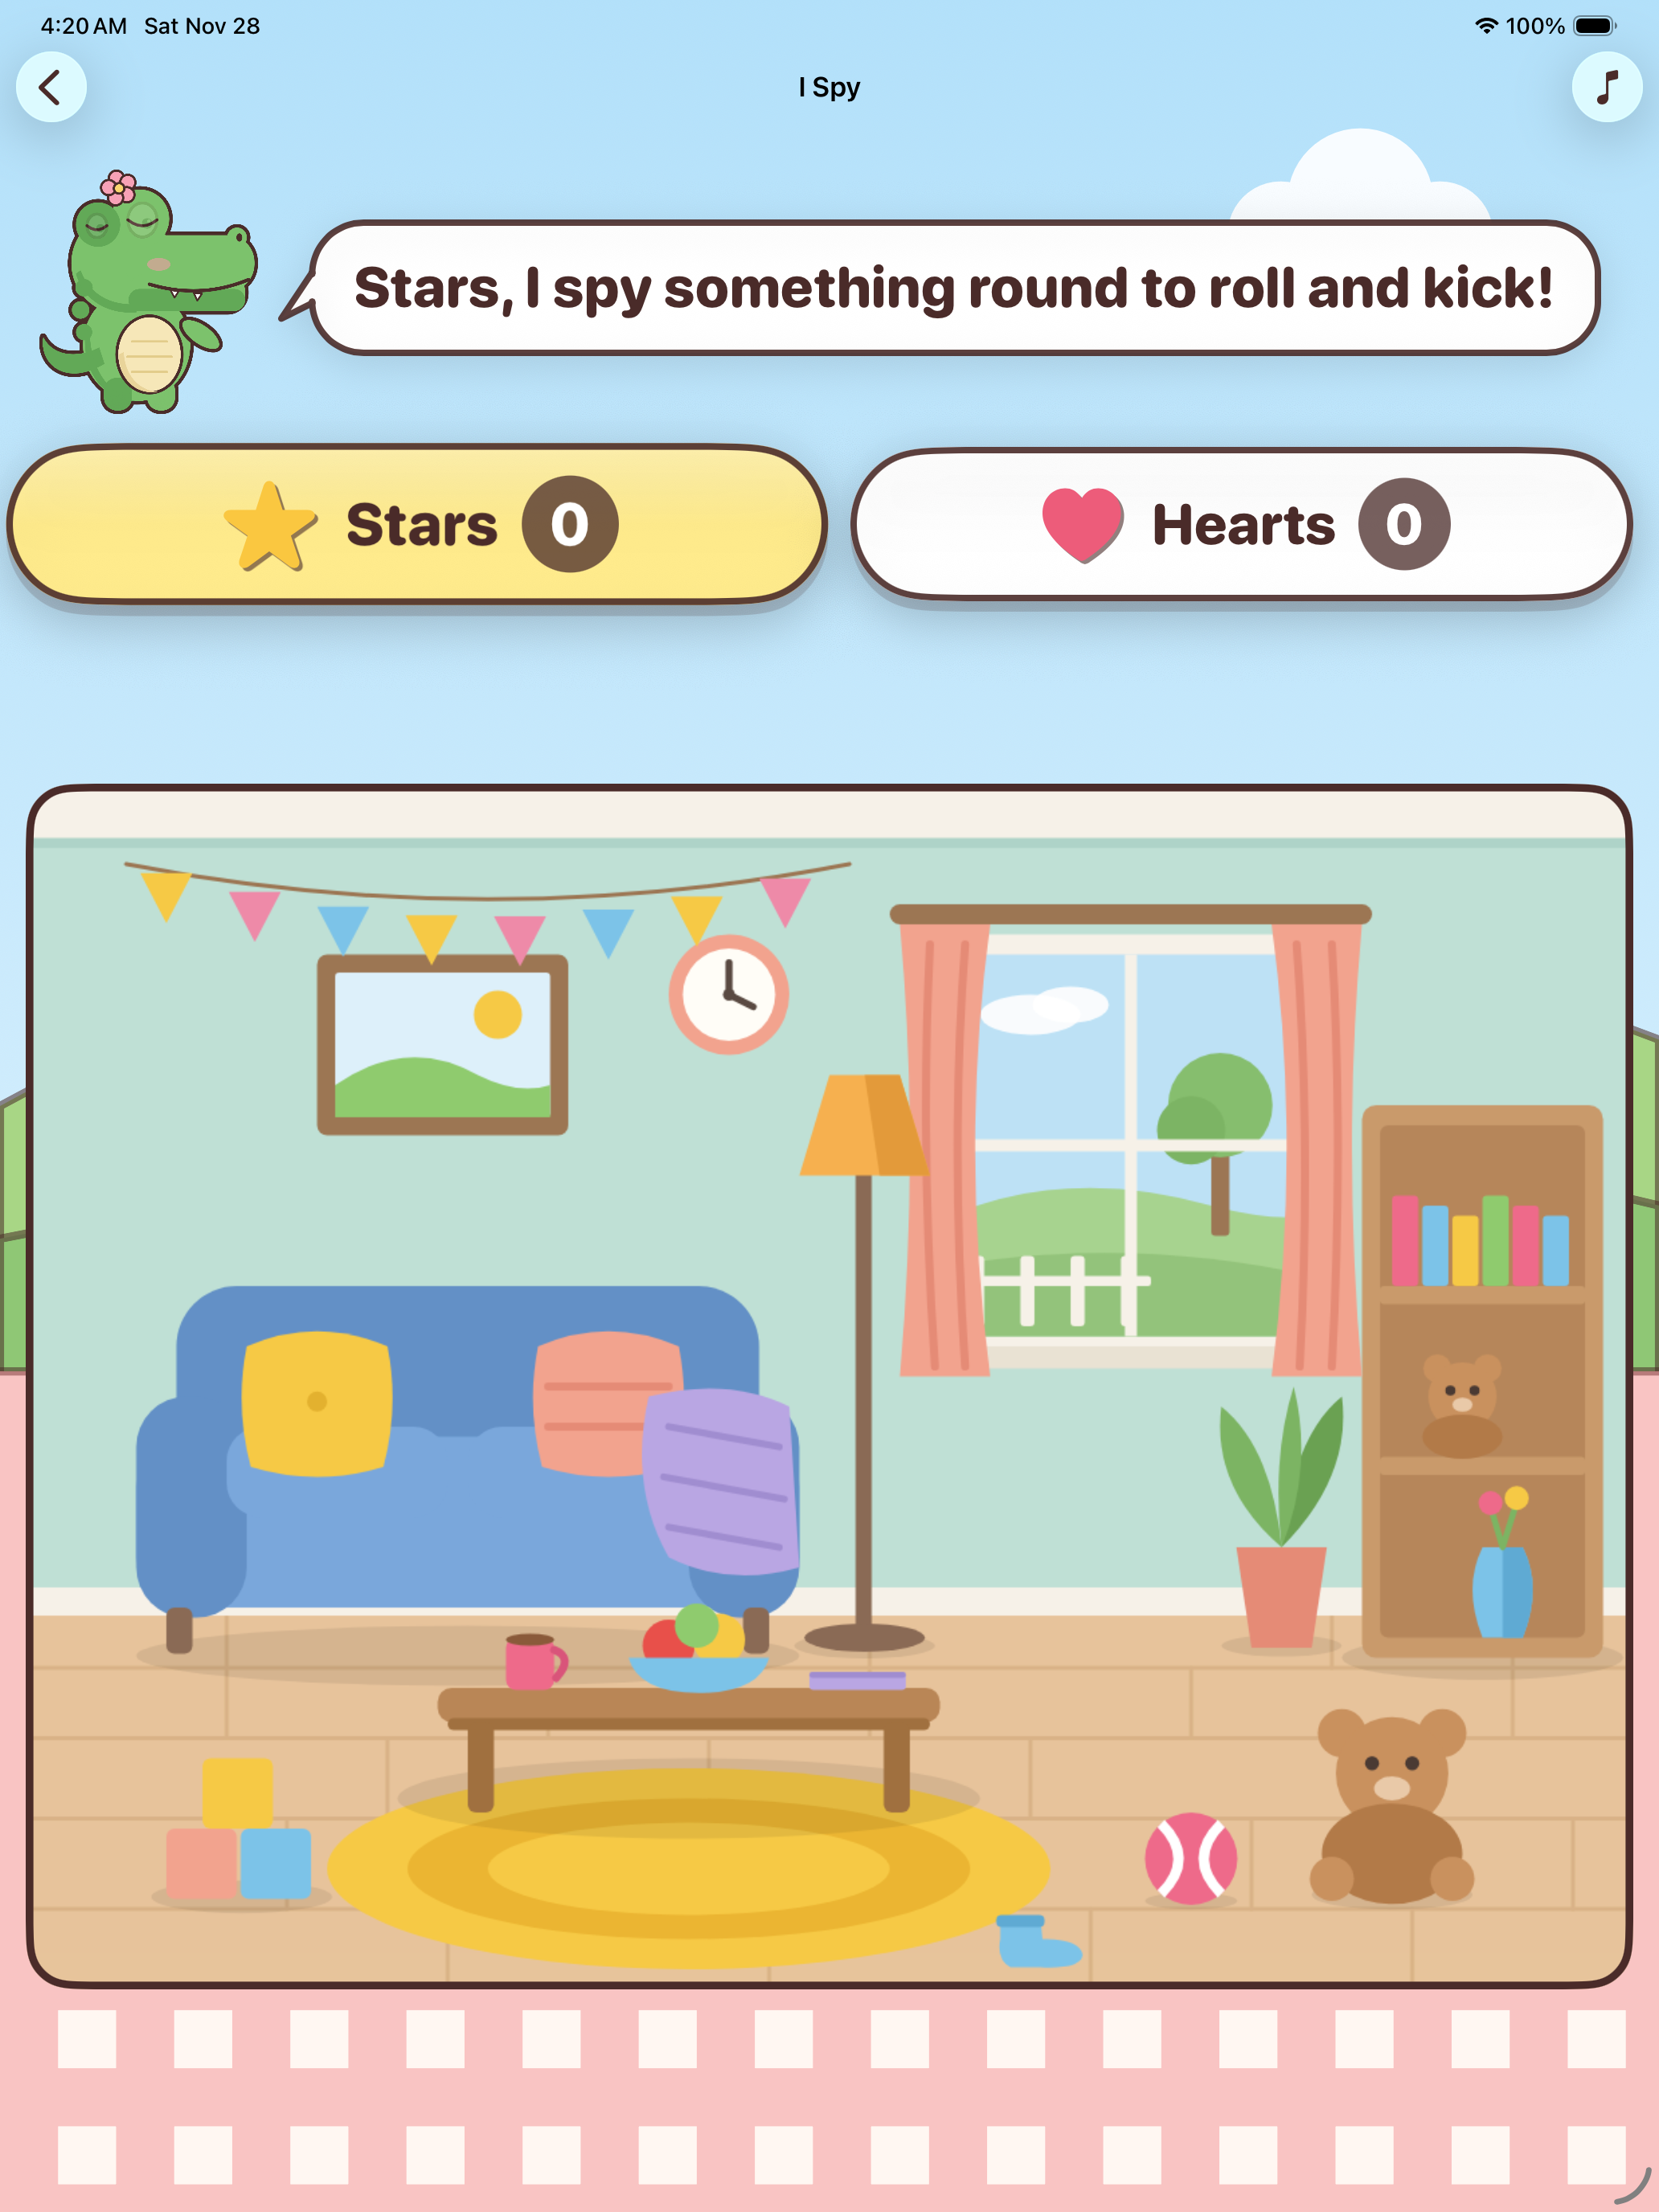 4:20 AM Sat Nov 28
100%
I Spy
Stars, I spy something round to roll and kick!
Stars 0
Hearts 0